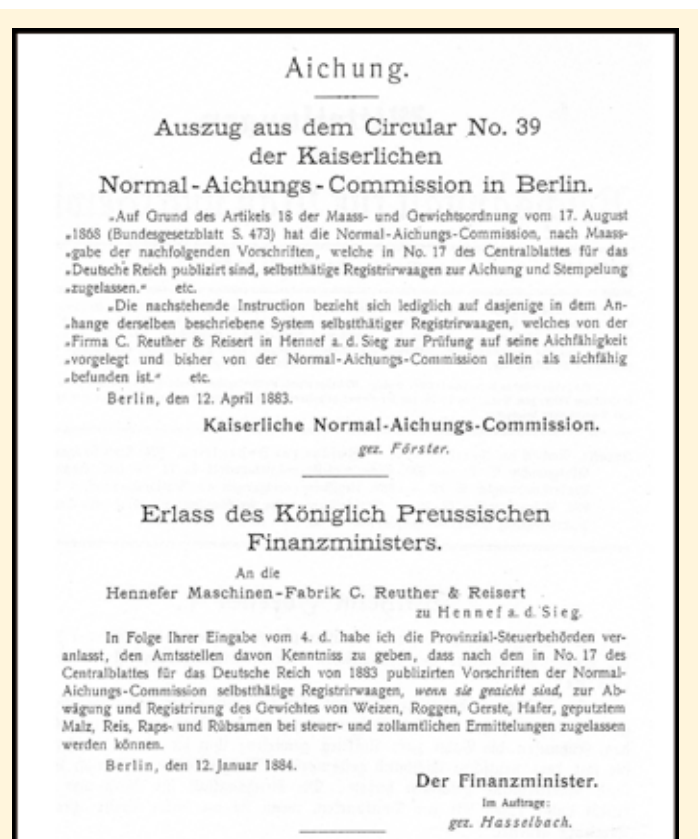 Aichung.
Auszug aus dem Circular No. 39
der Kaiserlichen
Normal-Aichungs-Commission in Berlin.
„Auf Grund des Artikels 18 der Maass- und Gewichtsordnung vom 17. August
„1868 (Bundesgesetzblatt S. 473) hat die Normal-Aichungs-Commission, nach Maass-
„gabe der nachfolgenden Vorschriften, welche in No. 17 des Centralblattes für das
„Deutsche Reich publizirt sind, selbstthätige Registrirwaagen zur Aichung und Stempelung
„zugelassen.“ etc.
„Die nachstehende Instruction bezieht sich lediglich auf dasjenige in dem An-
„hange derselben beschriebene System selbstthätiger Registrirwaagen, welches von der
„Firma C. Reuther & Reisert in Hennef a. d. Sieg zur Prüfung auf seine Aichfähigkeit
„vorgelegt und bisher von der Normal-Aichungs-Commission allein als aichfähig
„befunden ist.“ etc.
Berlin, den 12. April 1883.
Kaiserliche Normal-Aichungs-Commission.
gez. Förster.
Erlass des Königlich Preussischen
Finanzministers.
An die
Hennefer Maschinen-Fabrik C. Reuther & Reisert
zu Hennef a. d. Sieg.
In Folge Ihrer Eingabe vom 4. d. habe ich die Provinzial-Steuerbehörden ver-
anlasst, den Amtsstellen davon Kenntniss zu geben, dass nach den in No. 17 des
Centralblattes für das Deutsche Reich von 1883 publizirten Vorschriften der Normal-
Aichungs-Commission selbstthätige Registrirwaagen, wenn sie geaicht sind, zur Ab-
wägung und Registrirung des Gewichtes von Weizen, Roggen, Gerste, Hafer, geputztem
Malz, Reis, Raps- und Rübsamen bei steuer- und zollamtlichen Ermittelungen zugelassen
werden können.
Berlin, den 12. Januar 1884.
Der Finanzminister.
Im Auftrage:
gez. Hasselbach.